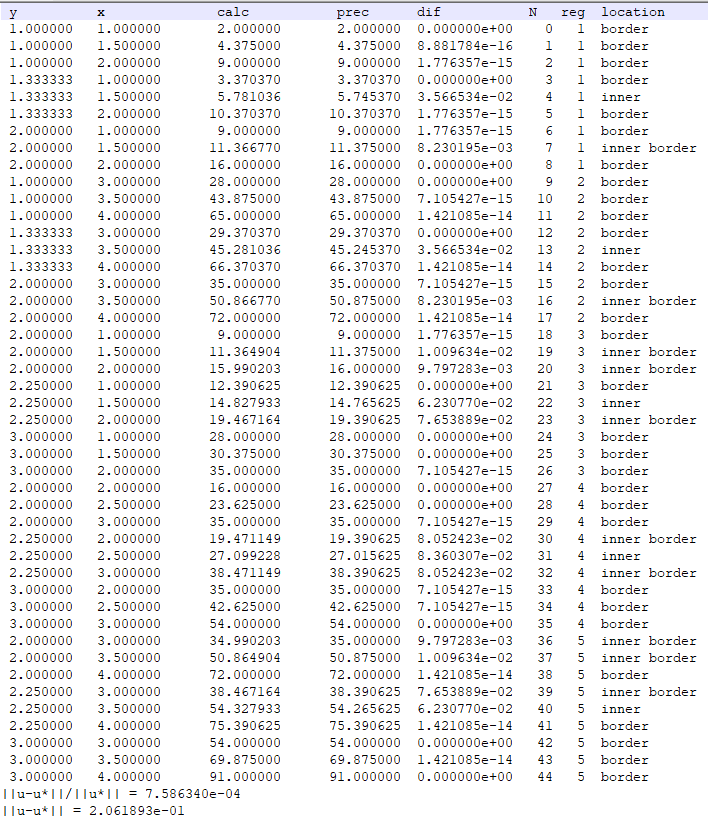 y x calc prec dif N reg location
1.000000 1.000000 2.000000 2.000000 0.000000e+00 0 1 border
1.000000 1.500000 4.375000 4.375000 8.881784e-16 1 1 border
1.000000 2.000000 9.000000 9.000000 1.776357e-15 2 1 border
1.333333 1.000000 3.370370 3.370370 0.000000e+00 3 1 border
1.333333 1.500000 5.781036 5.745370 3.566534e-02 4 1 inner
1.333333 2.000000 10.370370 10.370370 1.776357e-15 5 1 border
2.000000 1.000000 9.000000 9.000000 1.776357e-15 6 1 border
2.000000 1.500000 11.366770 11.375000 8.230195e-03 7 1 inner border
2.000000 2.000000 16.000000 16.000000 0.000000e+00 8 1 border
1.000000 3.000000 28.000000 28.000000 0.000000e+00 9 2 border
1.000000 3.500000 43.875000 43.875000 7.105427e-15 10 2 border
1.000000 4.000000 65.000000 65.000000 1.421085e-14 11 2 border
1.333333 3.000000 29.370370 29.370370 0.000000e+00 12 2 border
1.333333 3.500000 45.281036 45.245370 3.566534e-02 13 2 inner
1.333333 4.000000 66.370370 66.370370 1.421085e-14 14 2 border
2.000000 3.000000 35.000000 35.000000 7.105427e-15 15 2 border
2.000000 3.500000 50.866770 50.875000 8.230195e-03 16 2 inner border
2.000000 4.000000 72.000000 72.000000 1.421085e-14 17 2 border
2.000000 1.000000 9.000000 9.000000 1.776357e-15 18 3 border
2.000000 1.500000 11.364904 11.375000 1.009634e-02 19 3 inner border
2.000000 2.000000 15.990203 16.000000 9.797283e-03 20 3 inner border
2.250000 1.000000 12.390625 12.390625 0.000000e+00 21 3 border
2.250000 1.500000 14.827933 14.765625 6.230770e-02 22 3 inner
2.250000 2.000000 19.467164 19.390625 7.653889e-02 23 3 inner border
3.000000 1.000000 28.000000 28.000000 0.000000e+00 24 3 border
3.000000 1.500000 30.375000 30.375000 0.000000e+00 25 3 border
3.000000 2.000000 35.000000 35.000000 7.105427e-15 26 3 border
2.000000 2.000000 16.000000 16.000000 0.000000e+00 27 4 border
2.000000 2.500000 23.625000 23.625000 0.000000e+00 28 4 border
2.000000 3.000000 35.000000 35.000000 7.105427e-15 29 4 border
2.250000 2.000000 19.471149 19.390625 8.052423e-02 30 4 inner border
2.250000 2.500000 27.099228 27.015625 8.360307e-02 31 4 inner
2.250000 3.000000 38.471149 38.390625 8.052423e-02 32 4 inner border
3.000000 2.000000 35.000000 35.000000 7.105427e-15 33 4 border
3.000000 2.500000 42.625000 42.625000 7.105427e-15 34 4 border
3.000000 3.000000 54.000000 54.000000 0.000000e+00 35 4 border
2.000000 3.000000 34.990203 35.000000 9.797283e-03 36 5 inner border
2.000000 3.500000 50.864904 50.875000 1.009634e-02 37 5 inner border
2.000000 4.000000 72.000000 72.000000 1.421085e-14 38 5 border
2.250000 3.000000 38.467164 38.390625 7.653889e-02 39 5 inner border
2.250000 3.500000 54.327933 54.265625 6.230770e-02 40 5 inner
2.250000 4.000000 75.390625 75.390625 1.421085e-14 41 5 border
3.000000 3.000000 54.000000 54.000000 0.000000e+00 42 5 border
3.000000 3.500000 69.875000 69.875000 1.421085e-14 43 5 border
3.000000 4.000000 91.000000 91.000000 0.000000e+00 44 5 border
||u-u*||/||u*|| = 7.586340e-04
||u-u*|| = 2.061893e-01